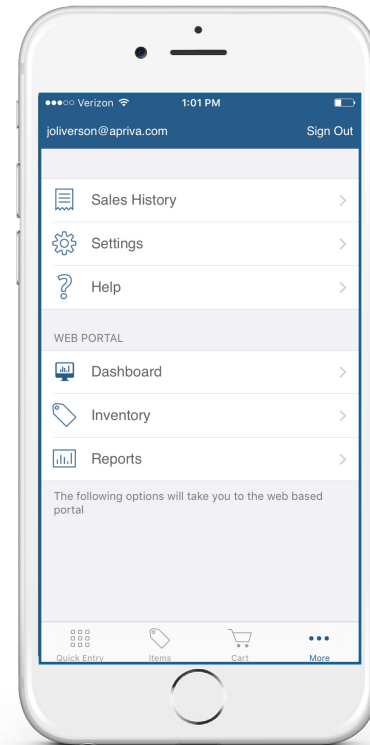 Verizon 1:01 PM
joliverson@apriva.com Sign Out
Sales History
Settings
Help
WEB PORTAL
Dashboard
Inventory
Reports
The following options will take you to the web based
portal
Quick Entry Items Cart More